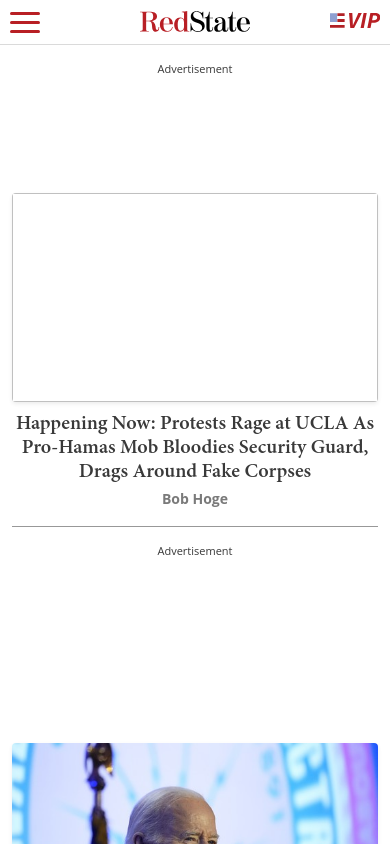 RedState
VIP
Advertisement
Happening Now: Protests Rage at UCLA As
Pro-Hamas Mob Bloodies Security Guard,
Drags Around Fake Corpses
Bob Hoge
Advertisement